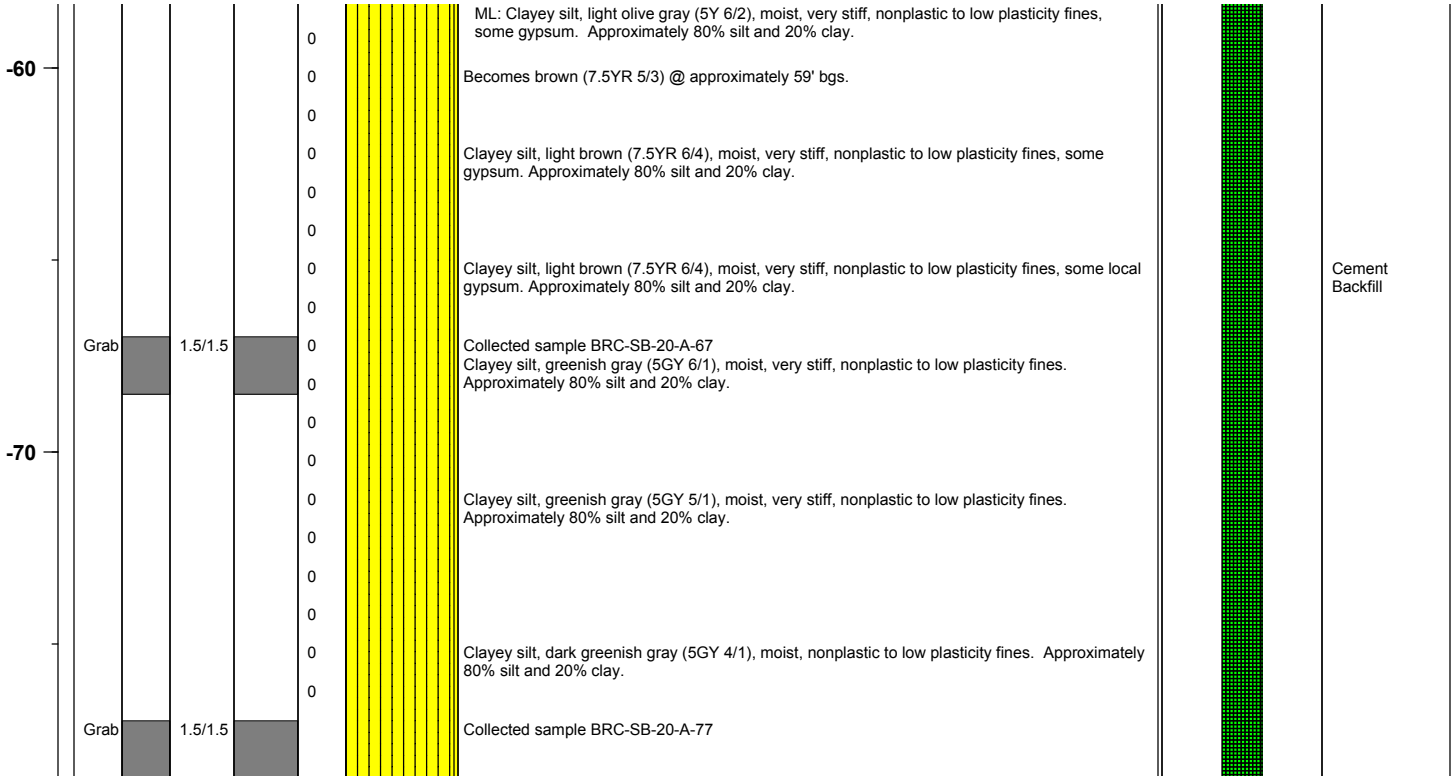 ML: Clayey silt, light olive gray (5Y 6/2), moist, very stiff, nonplastic to low plasticity fines,
some gypsum. Approximately 80% silt and 20% clay.
0
-60
0
Becomes brown (7.5YR 5/3) @ approximately 59' bgs.
0
0
Clayey silt, light brown (7.5YR 6/4), moist, very stiff, nonplastic to low plasticity fines, some
gypsum. Approximately 80% silt and 20% clay.
0
0
0
Clayey silt, light brown (7.5YR 6/4), moist, very stiff, nonplastic to low plasticity fines, some local
gypsum. Approximately 80% silt and 20% clay.
Cement
Backfill
0
Grab
1.5/1.5
0
Collected sample BRC-SB-20-A-67
Clayey silt, greenish gray (5GY 6/1), moist, very stiff, nonplastic to low plasticity fines.
Approximately 80% silt and 20% clay.
0
0
-70
0
0
Clayey silt, greenish gray (5GY 5/1), moist, very stiff, nonplastic to low plasticity fines.
Approximately 80% silt and 20% clay.
0
0
0
0
Clayey silt, dark greenish gray (5GY 4/1), moist, nonplastic to low plasticity fines. Approximately
80% silt and 20% clay.
0
Grab
1.5/1.5
Collected sample BRC-SB-20-A-77